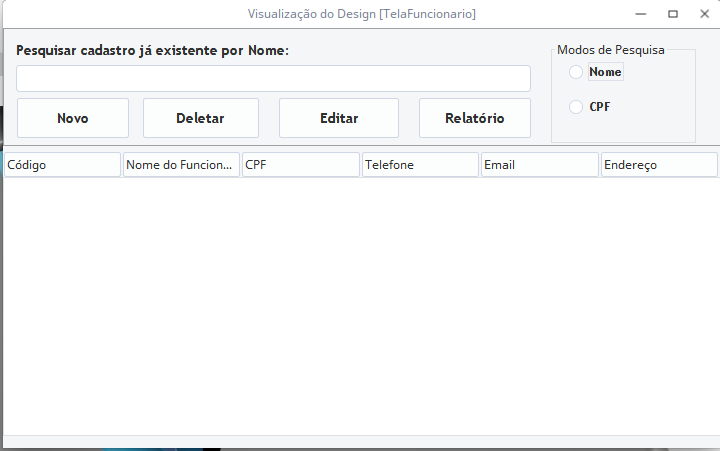 Visualização do Design [TelaFuncionario]
Pesquisar cadastro já existente por Nome:
Modos de Pesquisa
Nome
CPF
Novo
Deletar
Editar
Relatório
Código
Nome do Funcion...
CPF
Telefone
Email
Endereço